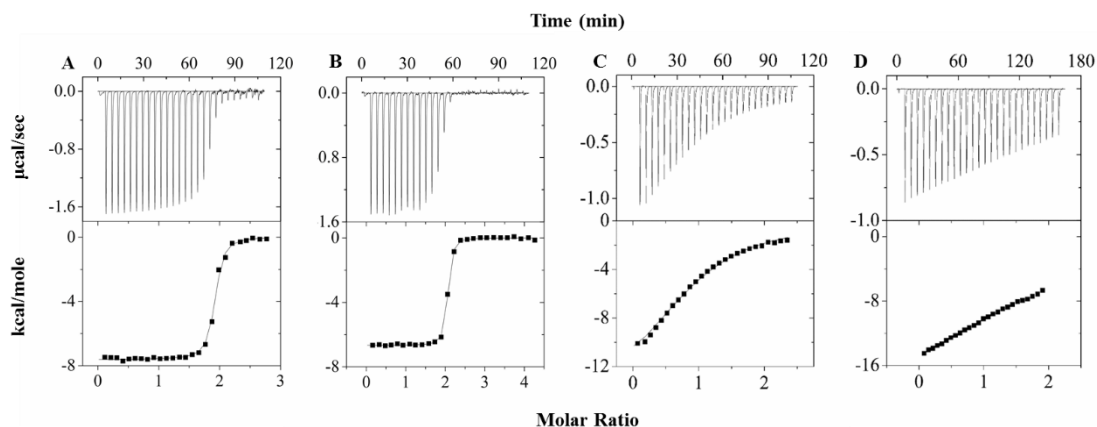 Time (min)
A 0 30 60 90 120
B 0 30 60 90 120
C 0 30 60 90 120
D 0 60 120 180
µcal/sec
0.0 -0.8 -1.6
0.0 1.2 1.6
0.0 -0.5 -1.0 0
0.0 -0.5 -1.0
kcal/mole
0 -4 -8
0 -4 -8
-4 -8 -12
0 -8 -16
0 1 2 3
0 1 2 3 4
0 1 2
0 1 2
Molar Ratio